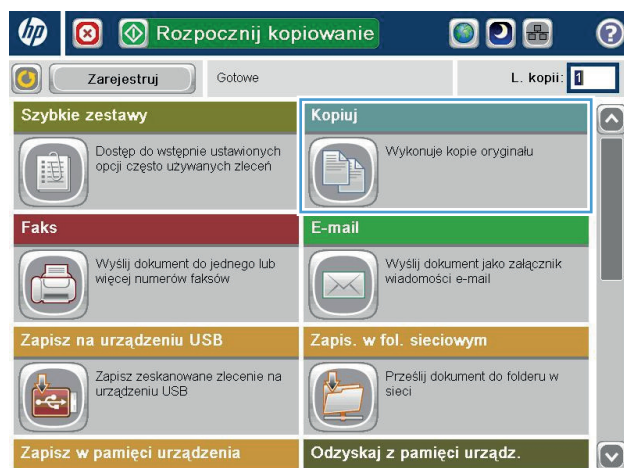 hp
Rozpocznij kopiowanie
?
Zarejestruj
Gotowe
L. kopii: 1
Szybkie zestawy
Dostęp do wstępnie ustawionych
opcji często używanych zleceń
Kopiuj
Wykonuje kopie oryginału
Faks
Wyślij dokument do jednego lub
więcej numerów faksów
E-mail
Wyślij dokument jako załącznik
wiadomości e-mail
Zapisz na urządzeniu USB
Zapisz zeskanowane zlecenie na
urządzeniu USB
Zapis. w fol. sieciowym
Prześlij dokument do folderu w
sieci
Zapisz w pamięci urządzenia
Odzyskaj z pamięci urządz.